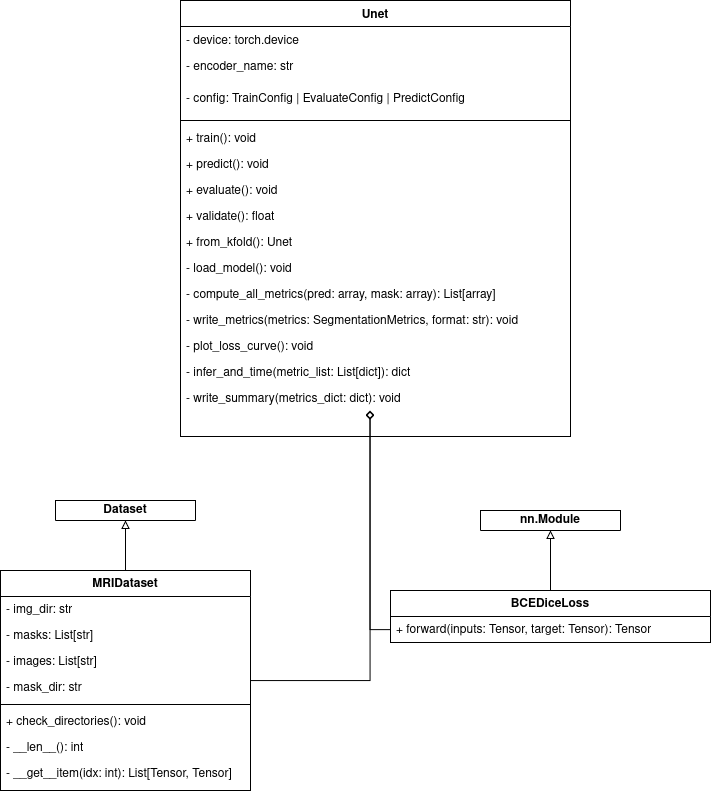 Unet
- device: torch.device
- encoder_name: str
- config: TrainConfig | EvaluateConfig | PredictConfig
+ train(): void
+ predict(): void
+ evaluate(): void
+ validate(): float
+ from_kfold(): Unet
- load_model(): void
- compute_all_metrics(pred: array, mask: array): List[array]
- write_metrics(metrics: SegmentationMetrics, format: str): void
- plot_loss_curve(): void
- infer_and_time(metric_list: List[dict]): dict
- write_summary(metrics_dict: dict): void
Dataset
nn.Module
MRIDataset
- img_dir: str
- masks: List[str]
- images: List[str]
- mask_dir: str
+ check_directories(): void
- __len__(): int
- __get__item(idx: int): List[Tensor, Tensor]
BCEDiceLoss
+ forward(inputs: Tensor, target: Tensor): Tensor